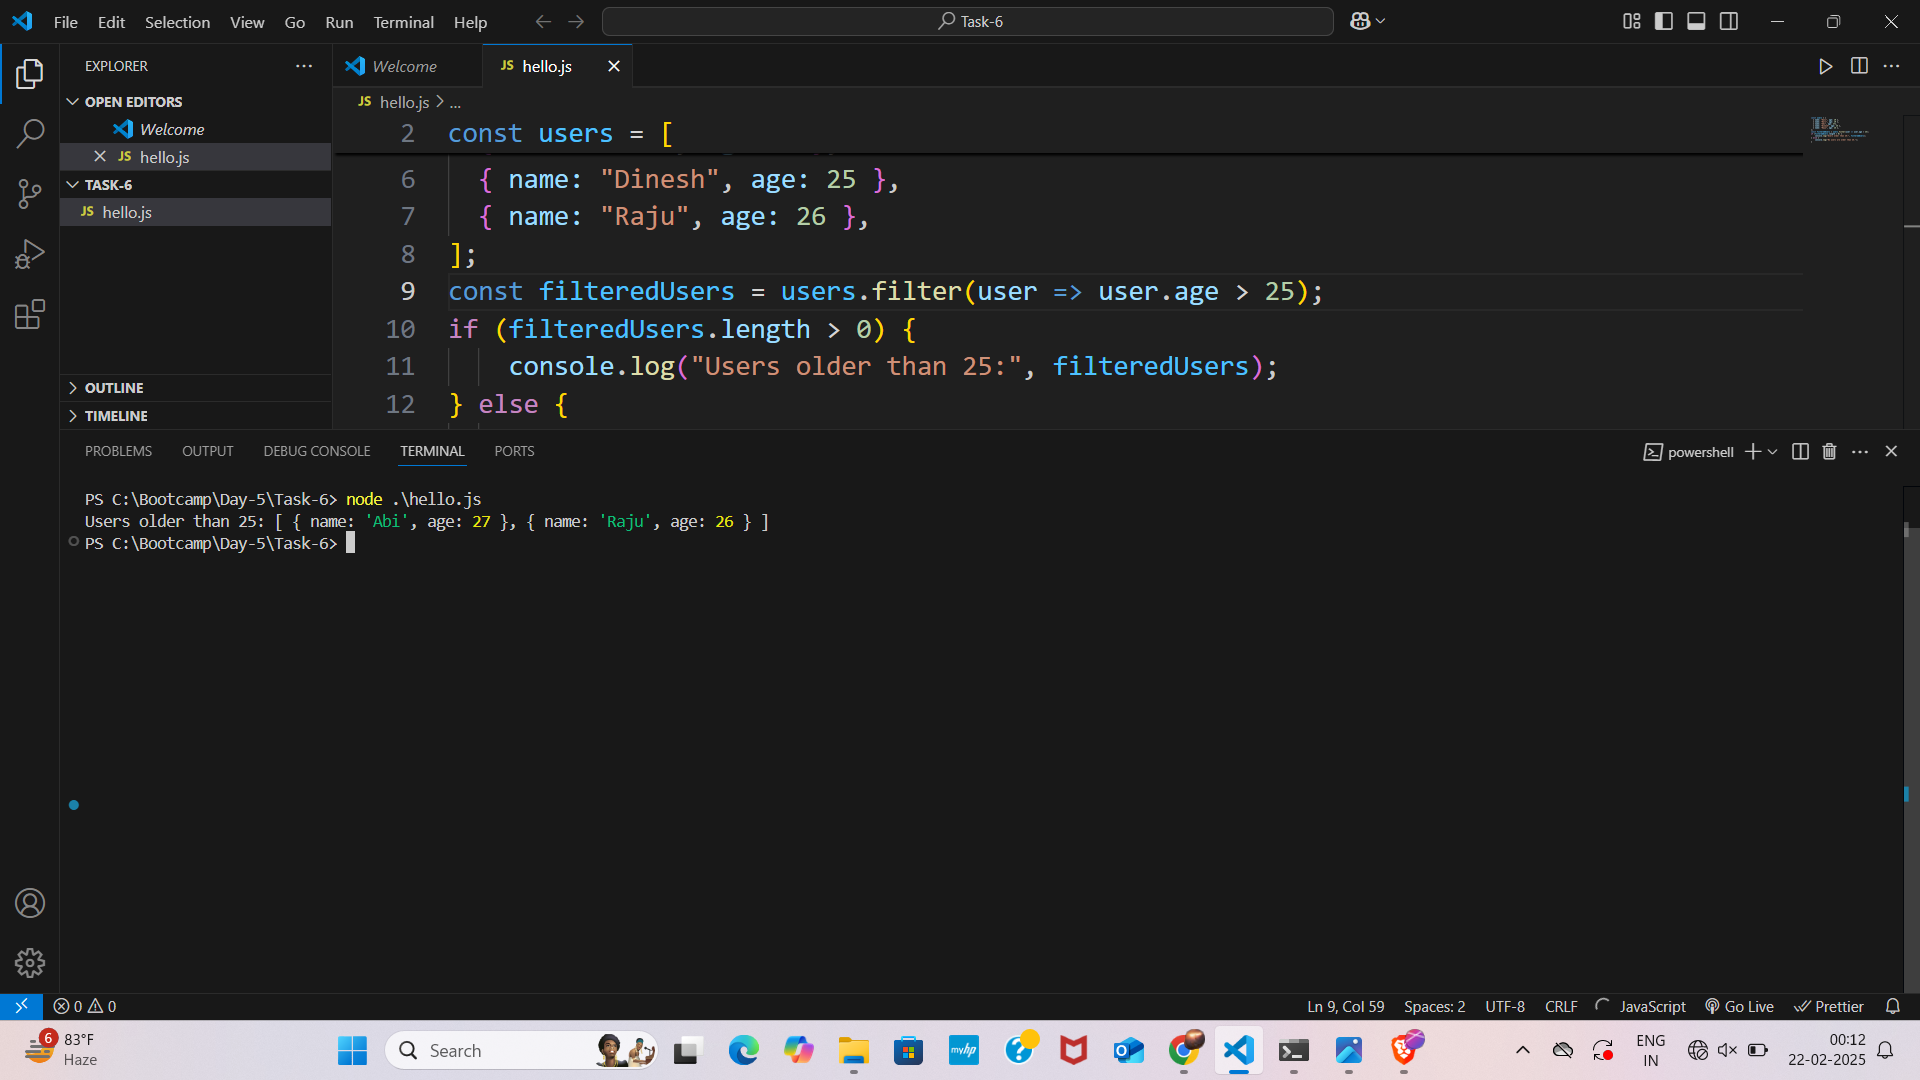 File Edit Selection View Go Run Terminal Help
Task-6
EXPLORER
OPEN EDITORS
Welcome
JS hello.js
TASK-6
JS hello.js
OUTLINE
TIMELINE
Welcome
JS hello.js
JS hello.js > ...
2 const users = [
6 { name: "Dinesh", age: 25 },
7 { name: "Raju", age: 26 },
8 ];
9 const filteredUsers = users.filter(user => user.age > 25);
10 if (filteredUsers.length > 0) {
11 console.log("Users older than 25:", filteredUsers);
12 } else {
PROBLEMS OUTPUT DEBUG CONSOLE TERMINAL PORTS
powershell
PS C:\Bootcamp\Day-5\Task-6> node .\hello.js
Users older than 25: [ { name: 'Abi', age: 27 }, { name: 'Raju', age: 26 } ]
PS C:\Bootcamp\Day-5\Task-6>
0 0
Ln 9, Col 59 Spaces: 2 UTF-8 CRLF JavaScript Go Live Prettier
6
83°F
Haze
Search
myhp
ENG
IN
00:12
22-02-2025